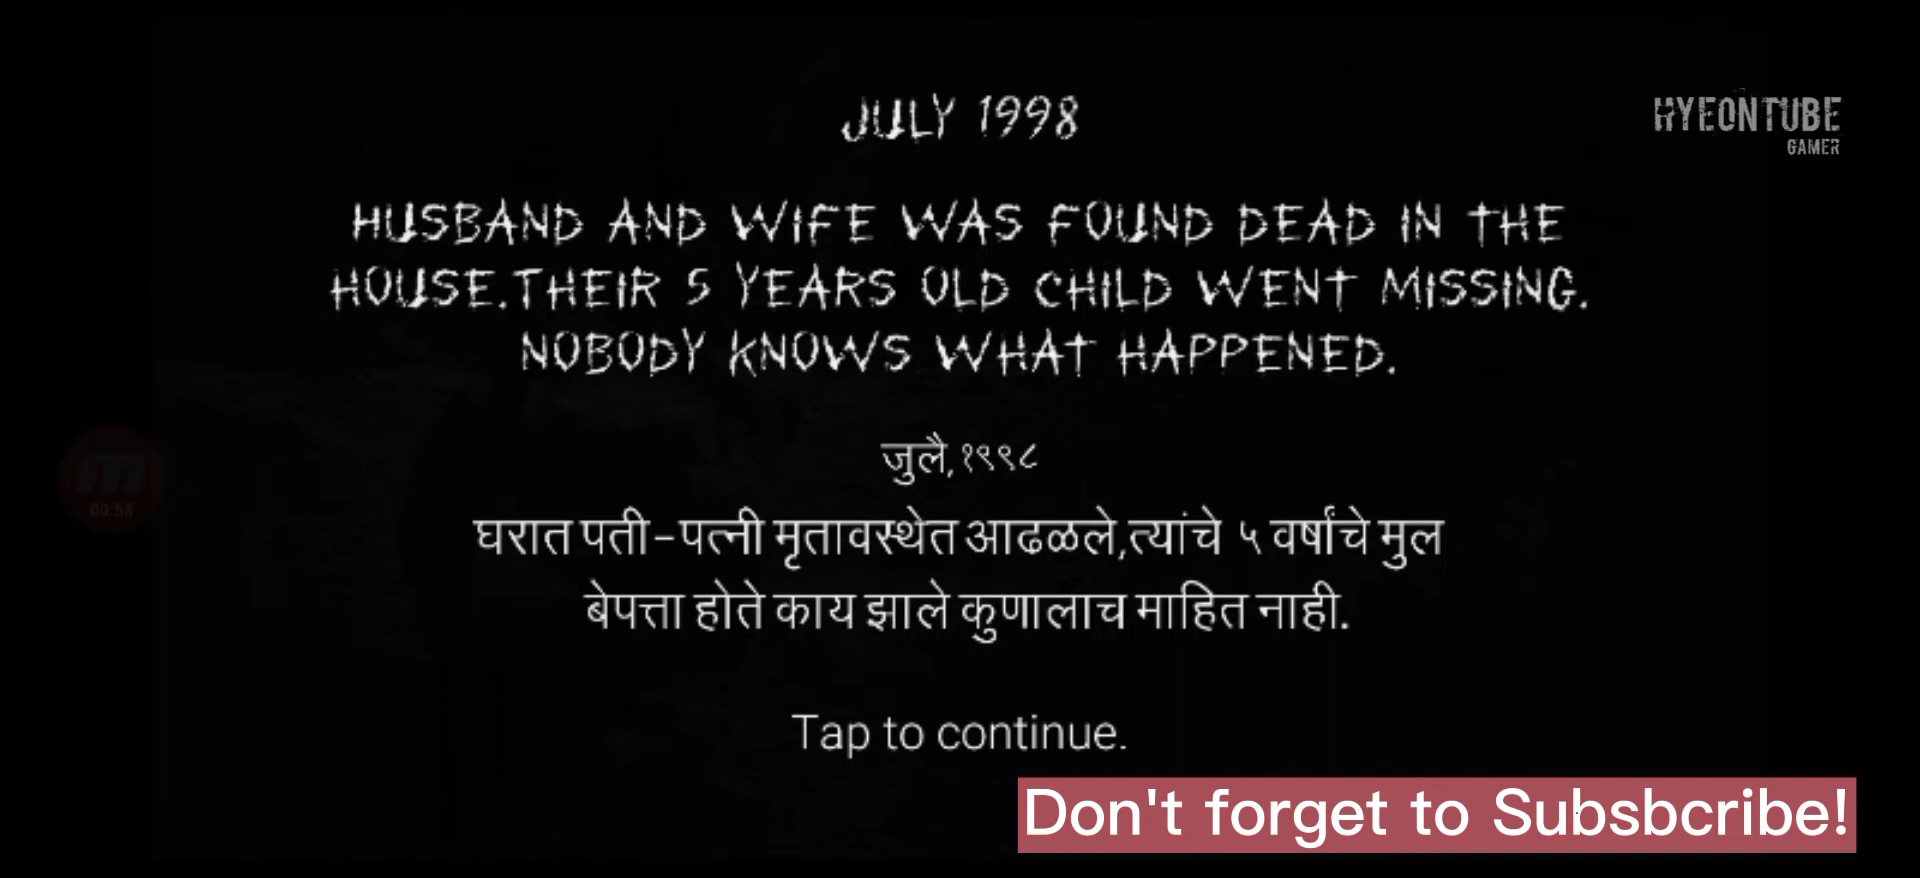 JULY 1998
HYEONTUBE
GAMER
HUSBAND AND WIFE WAS FOUND DEAD IN THE
HOUSE.THEIR 5 YEARS OLD CHILD WENT MISSING.
NOBODY KNOWS WHAT HAPPENED.
जुलै,१९९८
घरात पती-पत्नी मृतावस्थेत आढळले,त्यांचे ५ वर्षांचे मुल
00:58
बेपत्ता होते काय झाले कुणालाच माहित नाही.
Tap to continue.
Don't forget to Subsbcribe!